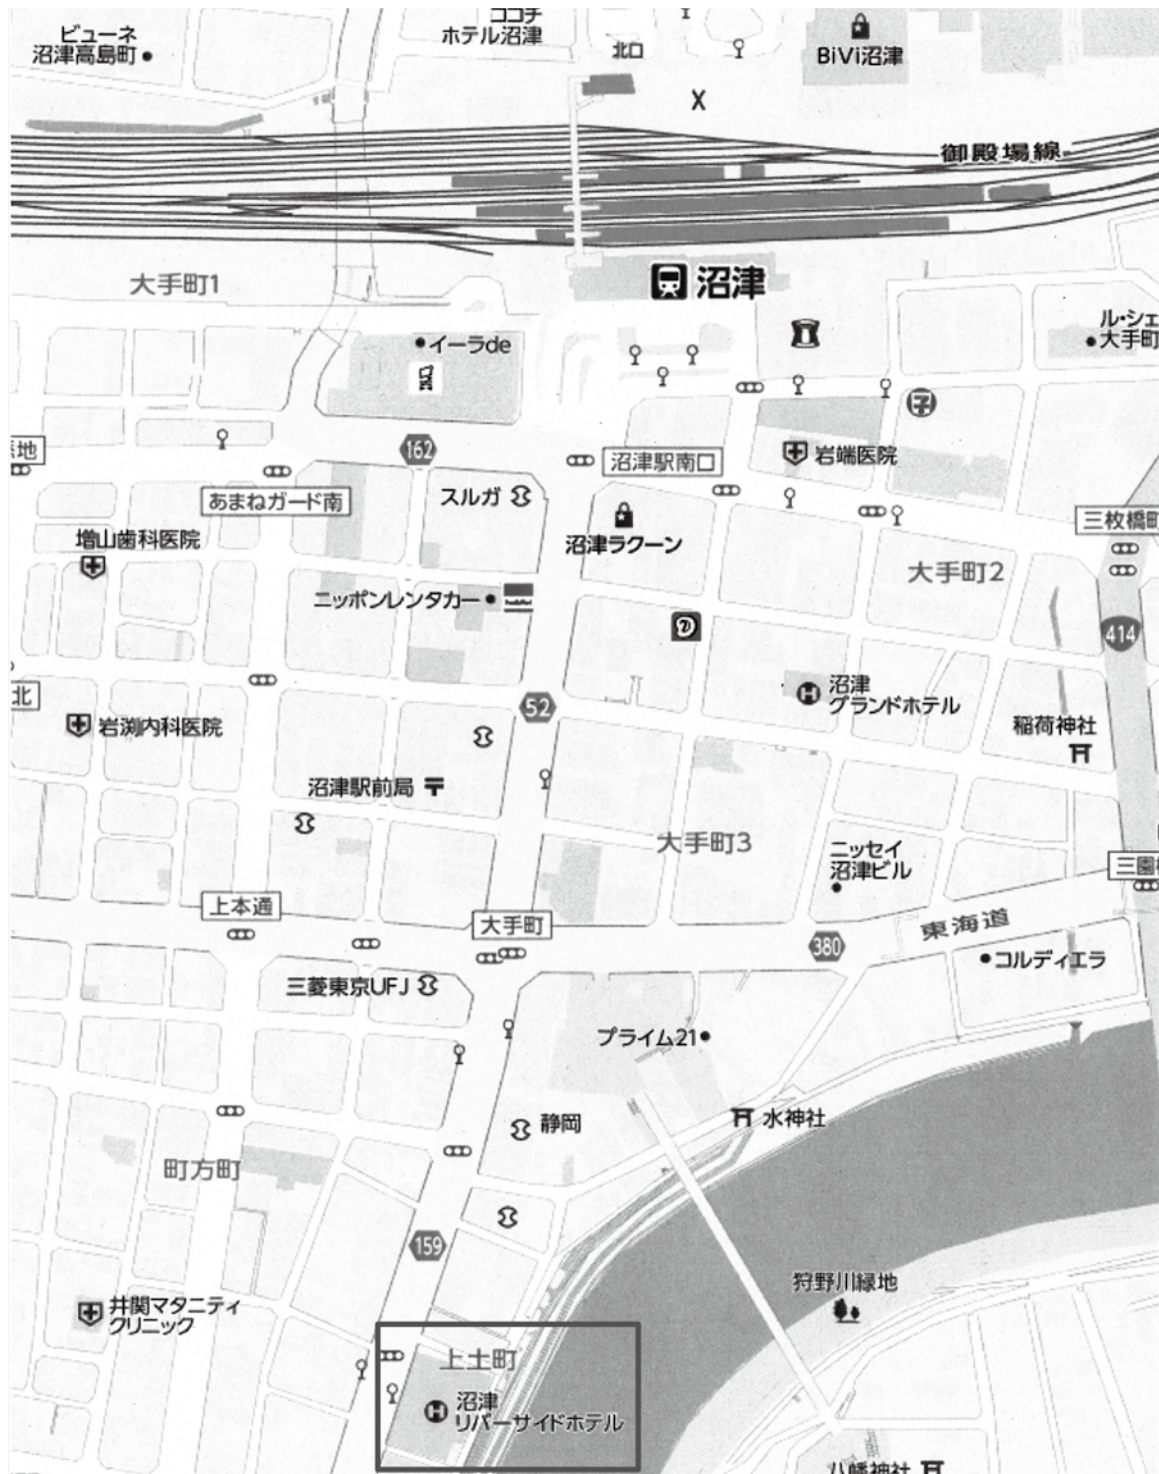 ココチ
ホテル沼津
ビューネ
沼津高島町
北口
BiVi沼津
X
御殿場線
大手町1
沼津
イーラde
ル・シェ
大手町
162
沼津駅南口
岩端医院
あまねガード南
スルガ
三枚橋町
増山歯科医院
沼津ラクーン
大手町2
ニッポンレンタカー
414
北
沼津
グランドホテル
52
岩渕内科医院
稲荷神社
沼津駅前局
大手町3
ニッセイ
沼津ビル
三園橋
上本通
大手町
東海道
380
コルディエラ
三菱東京UFJ
プライム21
静岡
水神社
町方町
159
狩野川緑地
井関マタニティ
クリニック
上土町
沼津
リバーサイドホテル
八幡神社